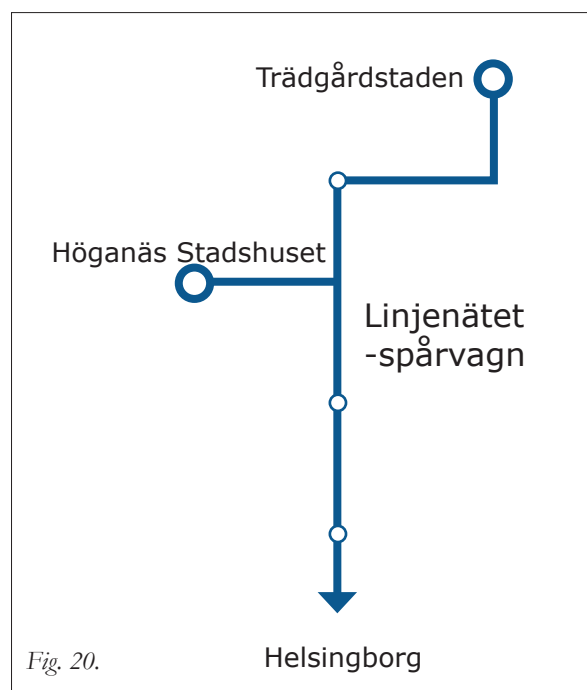 Trädgårdstaden
Höganäs Stadshuset
Linjenätet
-spårvagn
Helsingborg
Fig. 20.